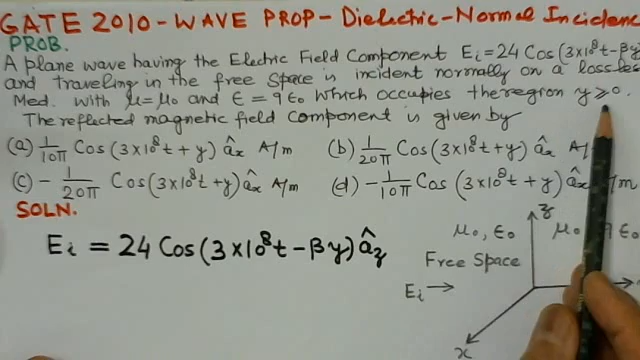 GATE 2010 - WAVE PROP - Dielectric - Normal Incidenc
PROB.
A plane wave having the Electric Field Component Ei = 24 Cos(3×10⁸t - βy
and traveling in the free Space is incident normally on a lossless
Med. with μ = μ₀ and ϵ = 9ϵ₀ which occupies the region y ≥ 0.
The reflected magnetic field Component is given by
(a) 1/10π Cos(3×10⁸t + y) âx A/m (b) 1/20π Cos(3×10⁸t + y) âx A/
(c) - 1/20π Cos(3×10⁸t + y) âx A/m (d) - 1/10π Cos(3×10⁸t + y) âx /m
SOLN.
Ei = 24 Cos(3×10⁸t - βy) âz
z
μ₀, ϵ₀ μ₀ 9 ϵ₀
Free Space
Ei →
x